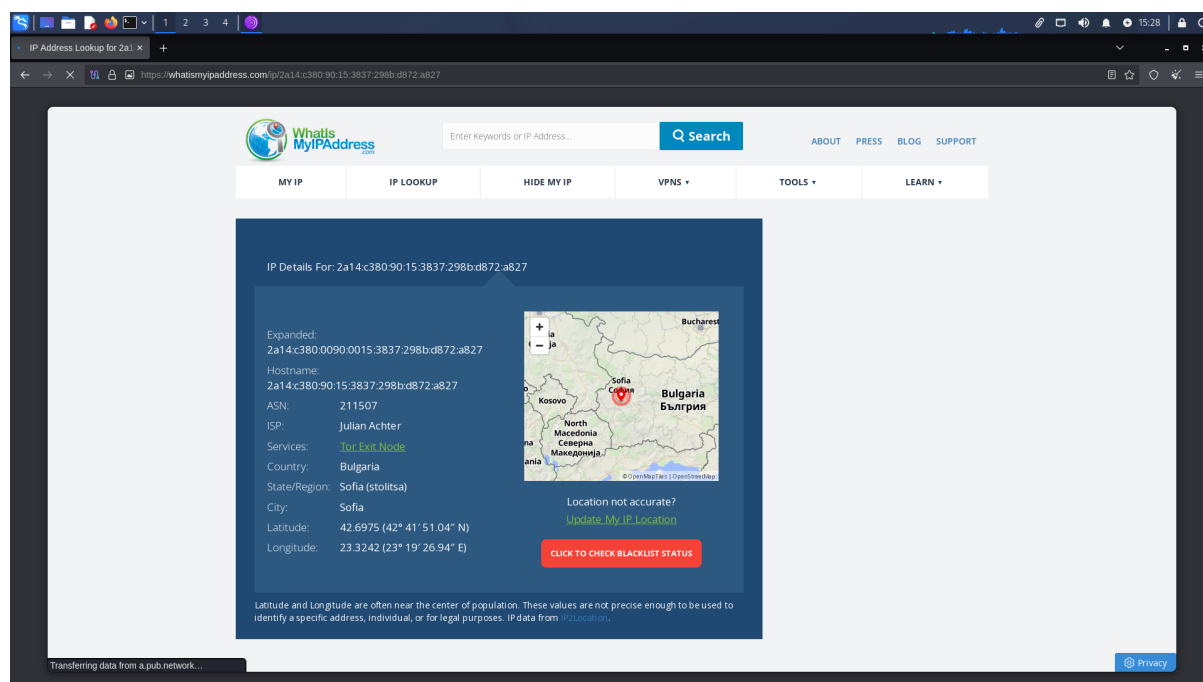 1 2 3 4
15:28
IP Address Lookup for 2a1
https://whatismyipaddress.com/ip/2a14:c380:90:15:3837:298b:d872:a827
WhatIs
MyIPAddress
.com
Enter Keywords or IP Address...
Search
ABOUT PRESS BLOG SUPPORT
MY IP IP LOOKUP HIDE MY IP VPNS TOOLS LEARN
IP Details For: 2a14:c380:90:15:3837:298b:d872:a827
Expanded:
2a14:c380:0090:0015:3837:298b:d872:a827
Hostname:
2a14:c380:90:15:3837:298b:d872:a827
ASN: 211507
ISP: Julian Achter
Services: Tor Exit Node
Country: Bulgaria
State/Region: Sofia (stolitsa)
City: Sofia
Latitude: 42.6975 (42° 41′ 51.04″ N)
Longitude: 23.3242 (23° 19′ 26.94″ E)
+
−
Bucharest
Sofia
Bulgaria
България
Kosovo
North
Macedonia
Северна
Македонија
© OpenMapTiles | OpenStreetMap
Location not accurate?
Update My IP Location
CLICK TO CHECK BLACKLIST STATUS
Latitude and Longitude are often near the center of population. These values are not precise enough to be used to
identify a specific address, individual, or for legal purposes. IP data from IP2Location.
Transferring data from a.pub.network...
Privacy